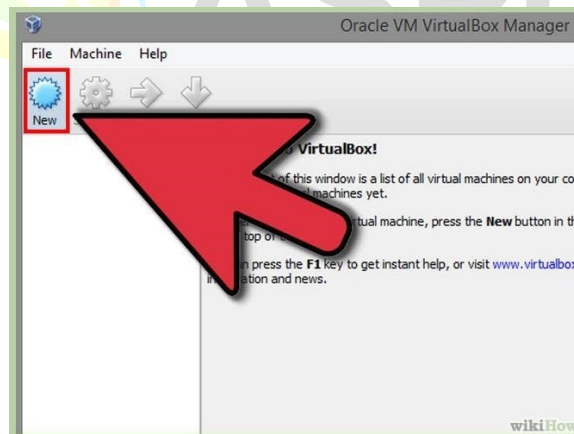 Oracle VM VirtualBox Manager
File Machine Help
New
VirtualBox!
of this window is a list of all virtual machines on your co
machines yet.
virtual machine, press the New button in th
top of
press the F1 key to get instant help, or visit www.virtualbox
and news.
wikiHow